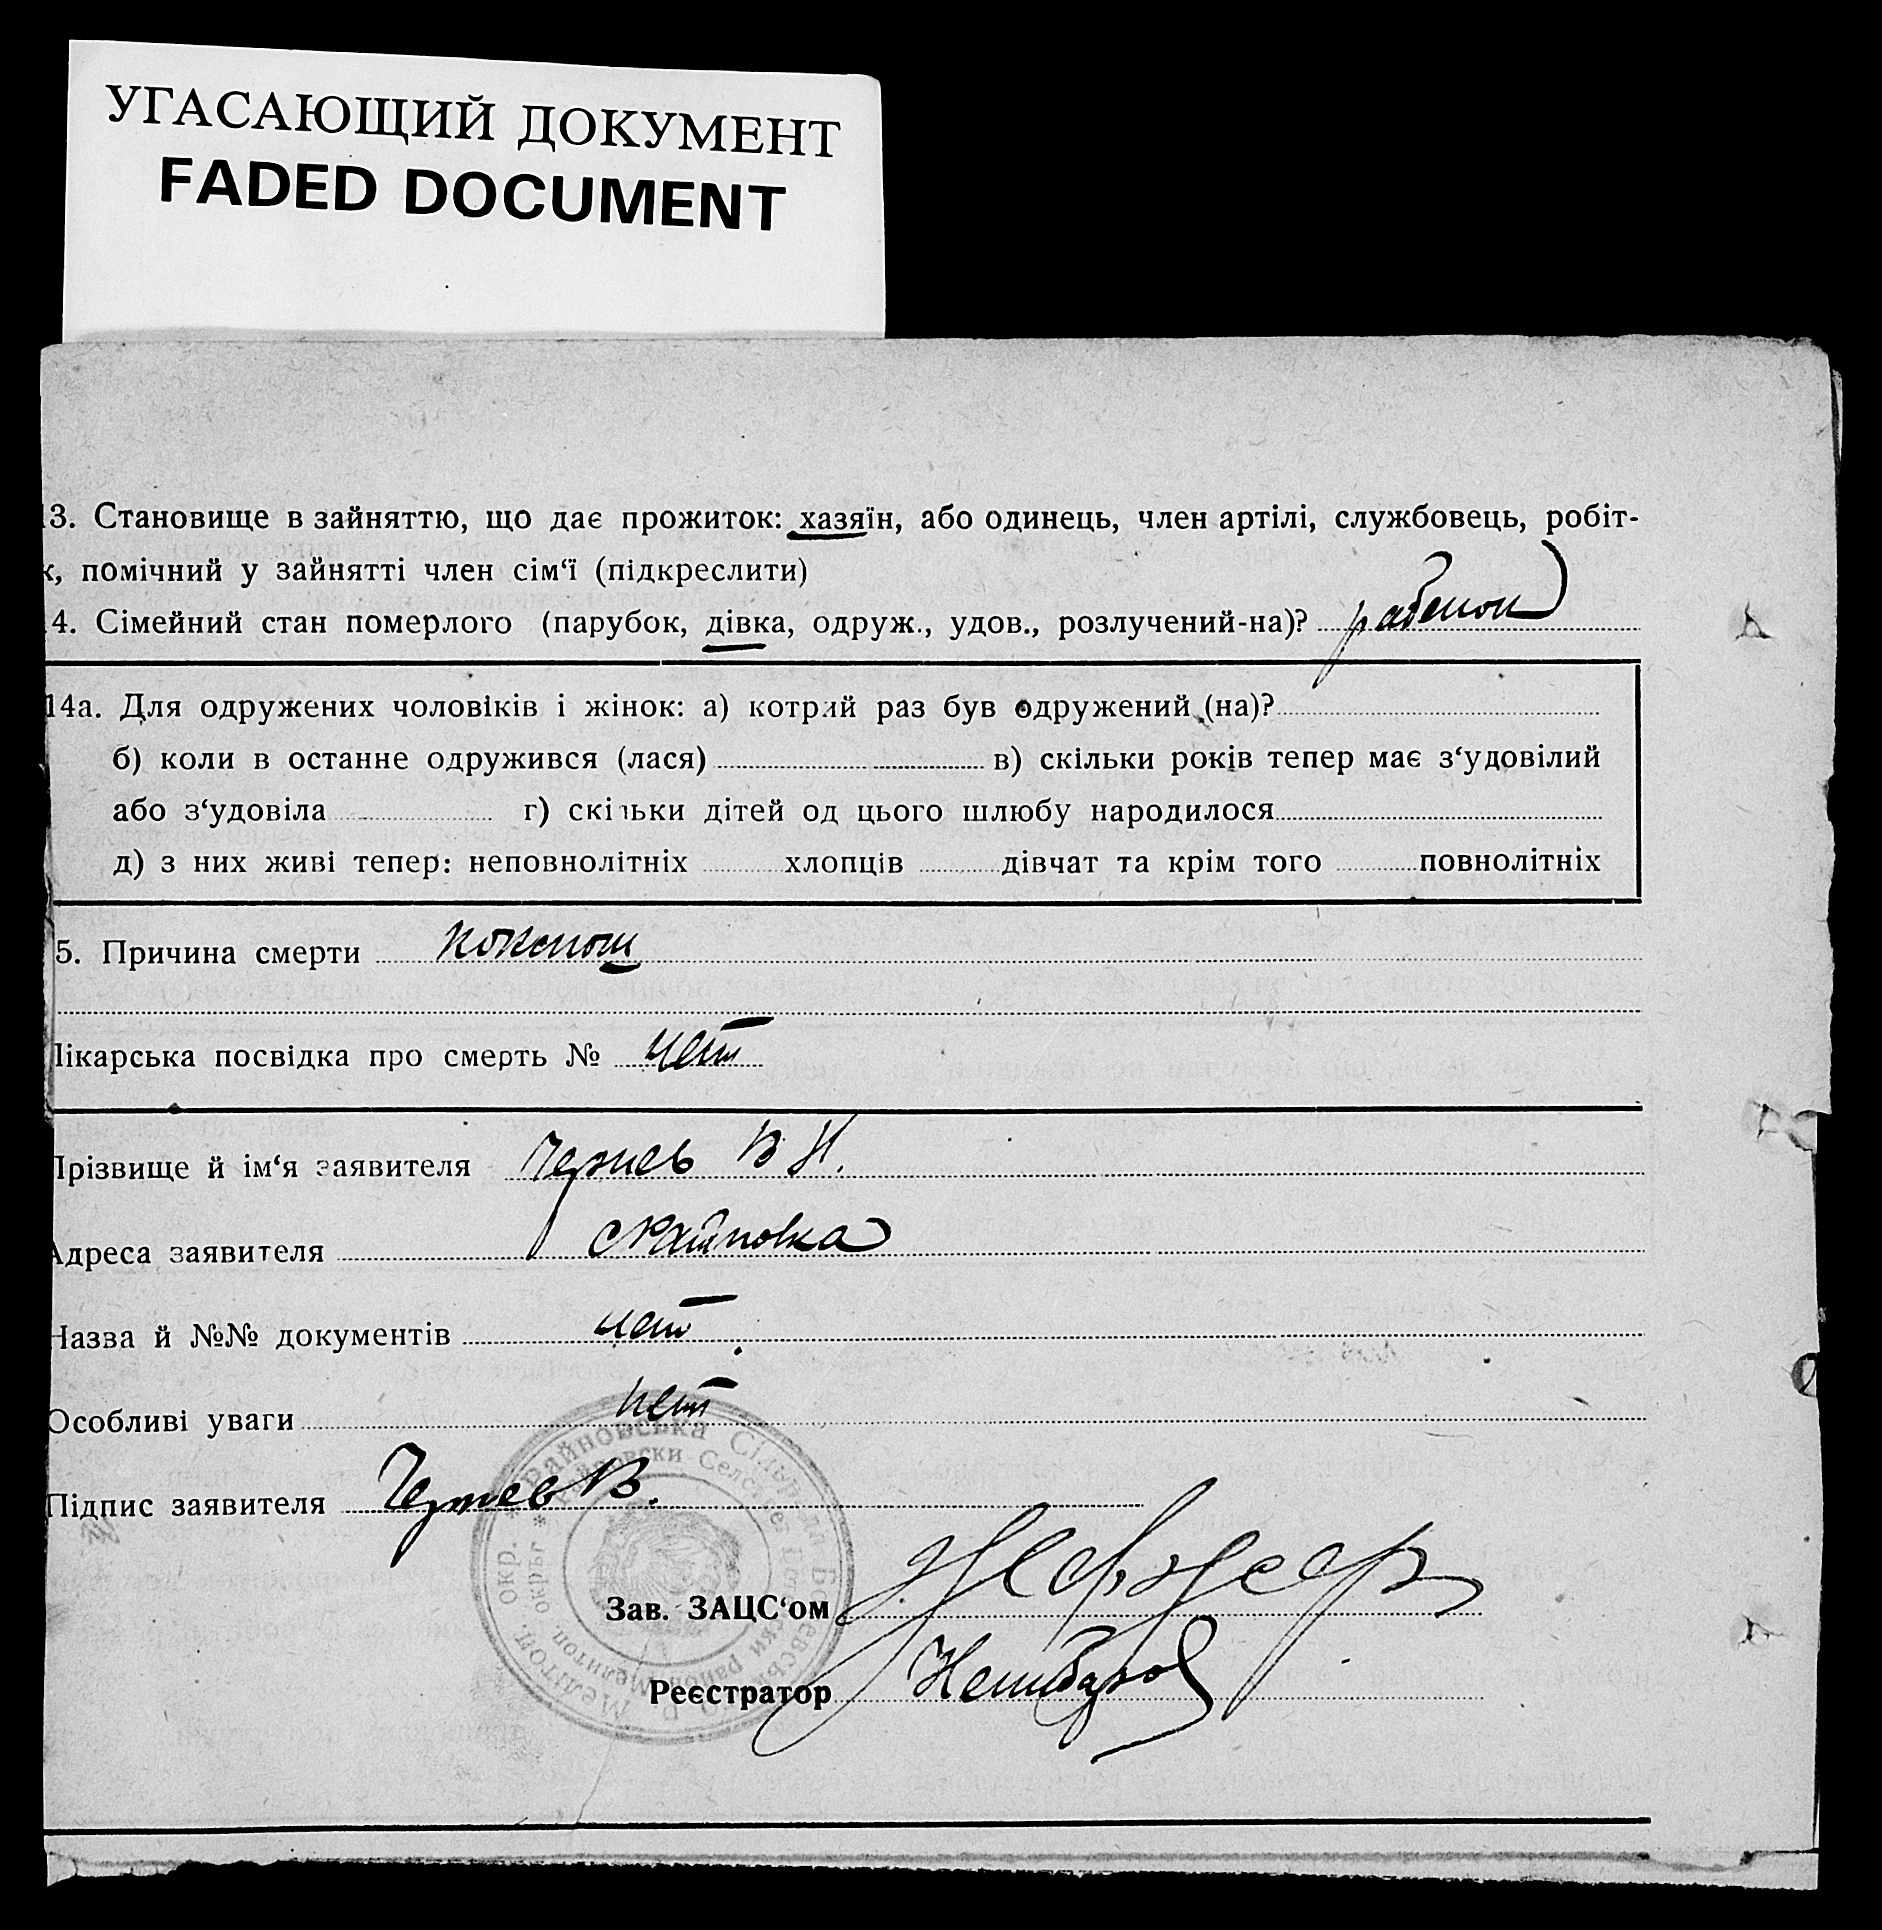 УГАСАЮЩИЙ ДОКУМЕНТ
FADED DOCUMENT
13. Становище в зайняттю, що дає прожиток: хазяїн, або одинець, член артілі, службовець, робіт-
к, помічний у зайнятті член сім‘ї (підкреслити)
4. Сімейний стан померлого (парубок, дівка, одруж., удов., розлучений-на)?
14а. Для одружених чоловіків і жінок: а) котрий раз був одружений (на)?
б) коли в останне одружився (лася) в) скільки років тепер має з‘удовілий
або з‘удовіла г) скільки дітей од цього шлюбу народилося
д) з них живі тепер: неповнолітніх хлопців дівчат та крім того повнолітніх
5. Причина смерти
Лікарська посвідка про смерть № нет
Прізвище й ім‘я заявителя Чернев В Н.
Адреса заявителя с Райновка
Назва й №№ документів нет
Особливі уваги нет
Підпис заявителя Чернев В.
Зав. ЗАЦС‘ом
Реєстратор